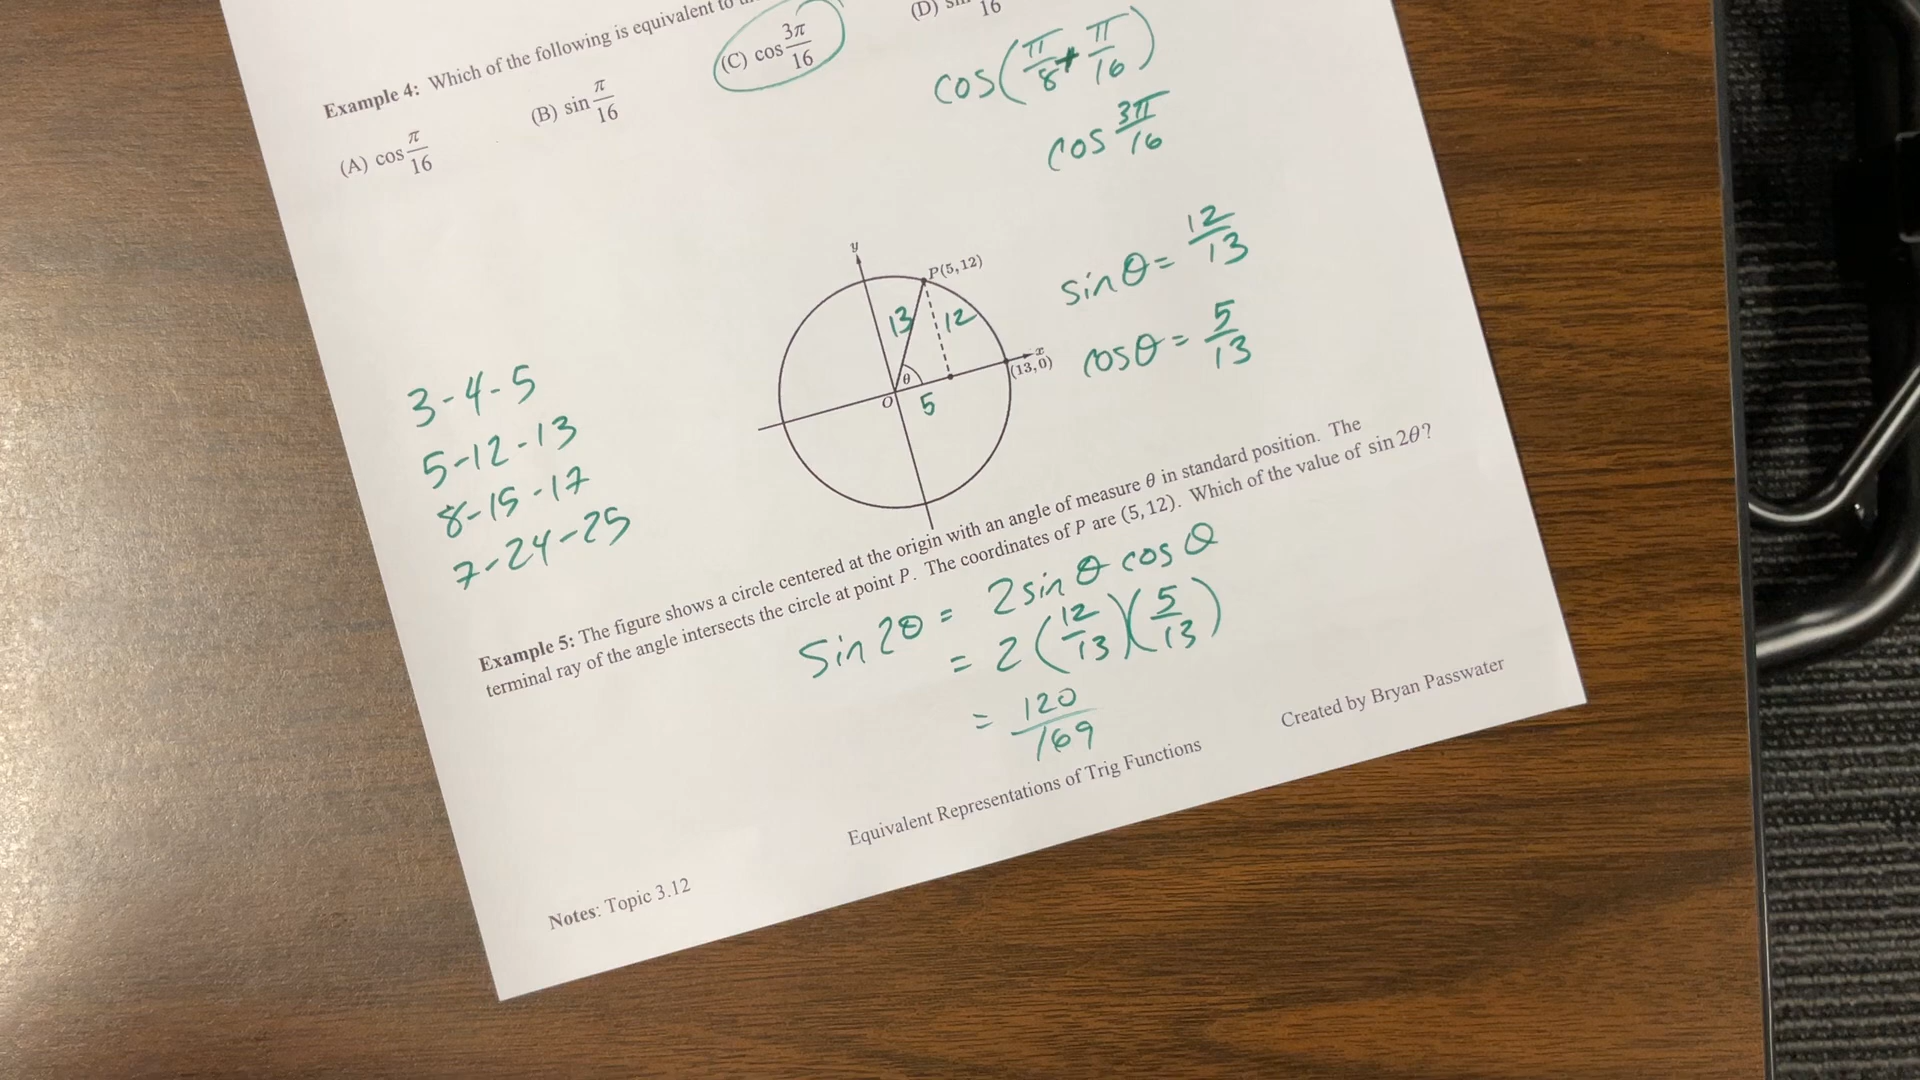 Example 4: Which of the following is equivalent to
(A) cos π/16 (B) sin π/16 (C) cos 3π/16 (D) 16
cos(π/8 + π/16)
cos 3π/16
y
P(5,12)
13
12
θ
x
(13,0)
O
5
sinθ = 12/13
cosθ = 5/13
3-4-5
5-12-13
8-15-17
7-24-25
Example 5: The figure shows a circle centered at the origin with an angle of measure θ in standard position. The
terminal ray of the angle intersects the circle at point P. The coordinates of P are (5,12). Which of the value of sin 2θ?
Sin2θ = 2sinθ cosθ
= 2(12/13)(5/13)
= 120/169
Created by Bryan Passwater
Equivalent Representations of Trig Functions
Notes: Topic 3.12